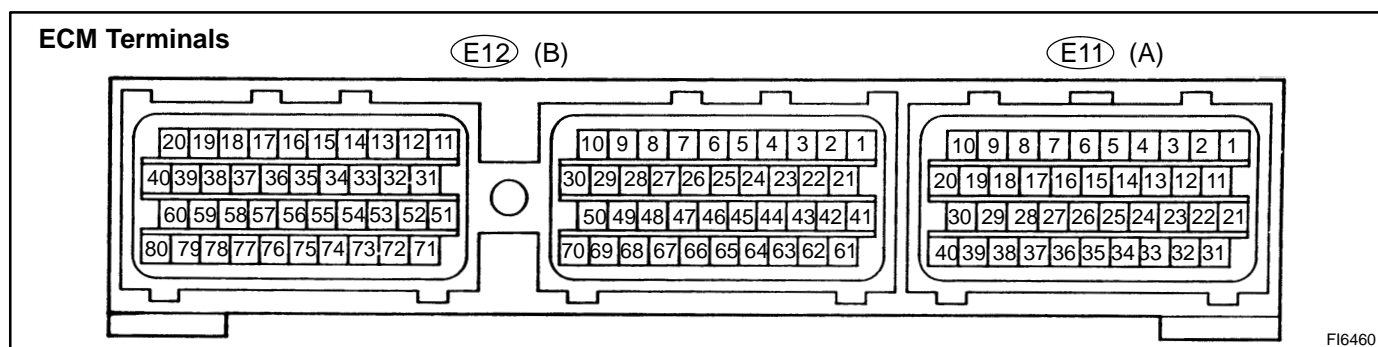 ECM Terminals
E12 (B)
E11 (A)
20 19 18 17 16 15 14 13 12 11
40 39 38 37 36 35 34 33 32 31
60 59 58 57 56 55 54 53 52 51
80 79 78 77 76 75 74 73 72 71
10 9 8 7 6 5 4 3 2 1
30 29 28 27 26 25 24 23 22 21
50 49 48 47 46 45 44 43 42 41
70 69 68 67 66 65 64 63 62 61
10 9 8 7 6 5 4 3 2 1
20 19 18 17 16 15 14 13 12 11
30 29 28 27 26 25 24 23 22 21
40 39 38 37 36 35 34 33 32 31
FI6460